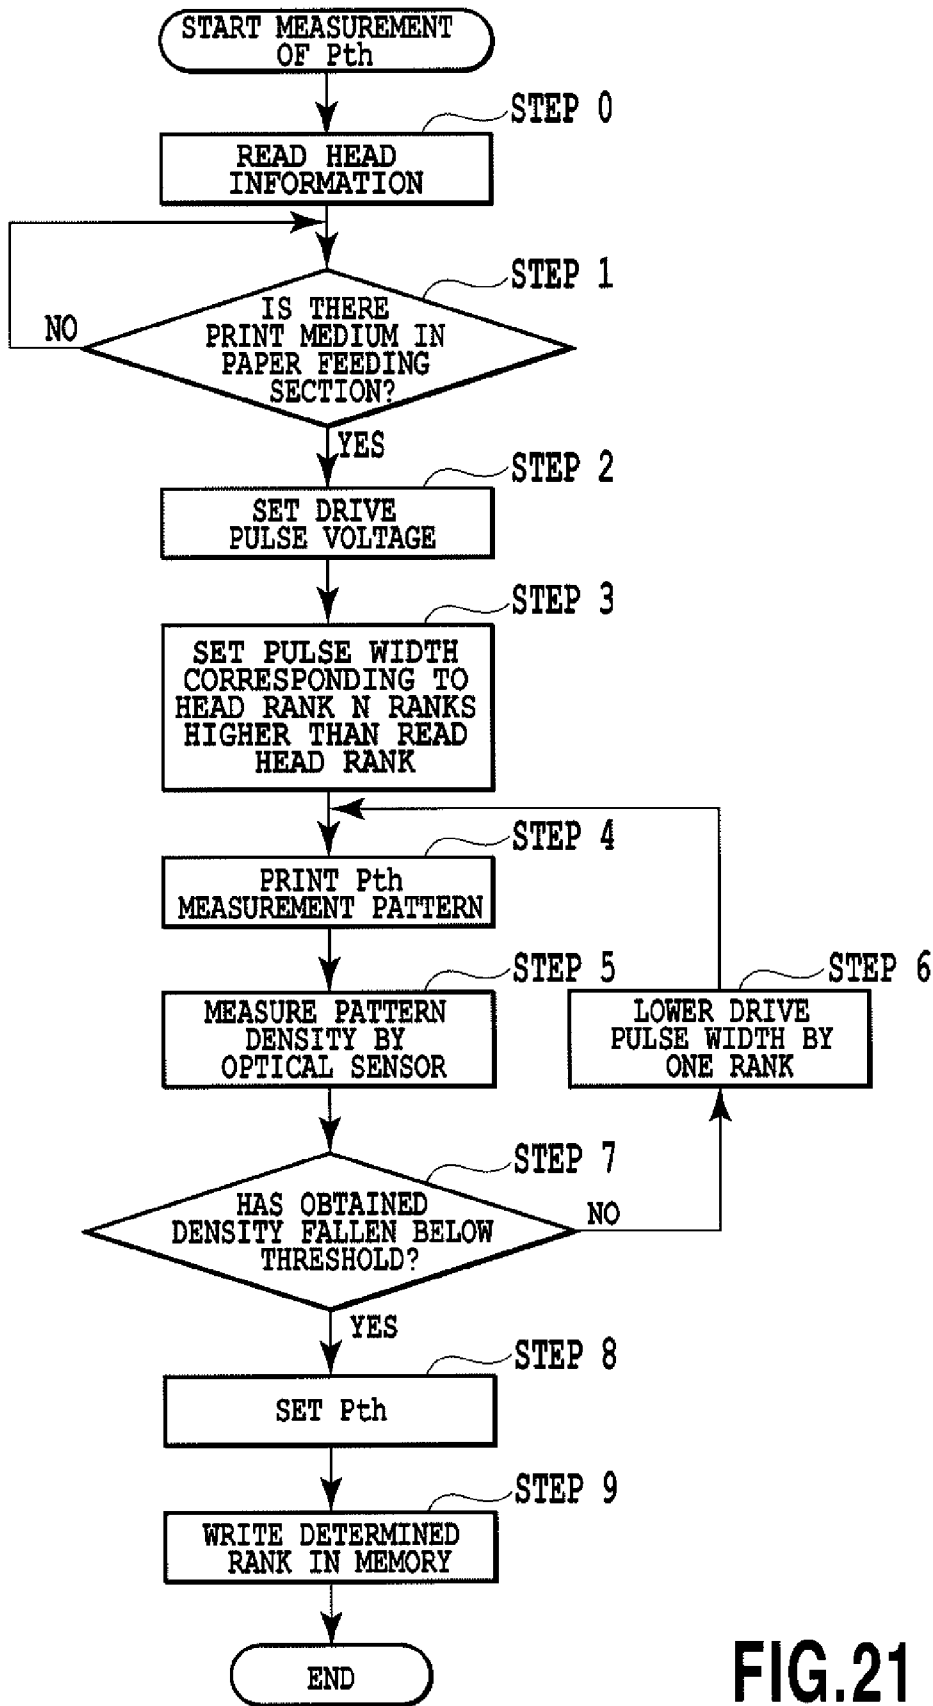 START MEASUREMENT
OF Pth
STEP 0
READ HEAD
INFORMATION
STEP 1
IS THERE
PRINT MEDIUM IN
PAPER FEEDING
SECTION?
NO
YES
STEP 2
SET DRIVE
PULSE VOLTAGE
STEP 3
SET PULSE WIDTH
CORRESPONDING TO
HEAD RANK N RANKS
HIGHER THAN READ
HEAD RANK
STEP 4
PRINT Pth
MEASUREMENT PATTERN
STEP 5
MEASURE PATTERN
DENSITY BY
OPTICAL SENSOR
STEP 6
LOWER DRIVE
PULSE WIDTH BY
ONE RANK
STEP 7
HAS OBTAINED
DENSITY FALLEN BELOW
THRESHOLD?
NO
YES
STEP 8
SET Pth
STEP 9
WRITE DETERMINED
RANK IN MEMORY
END
FIG.21